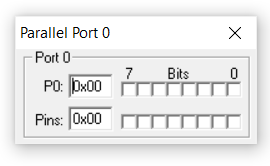 Parallel Port 0
Port 0
7 Bits 0
P0: 0x00
Pins: 0x00